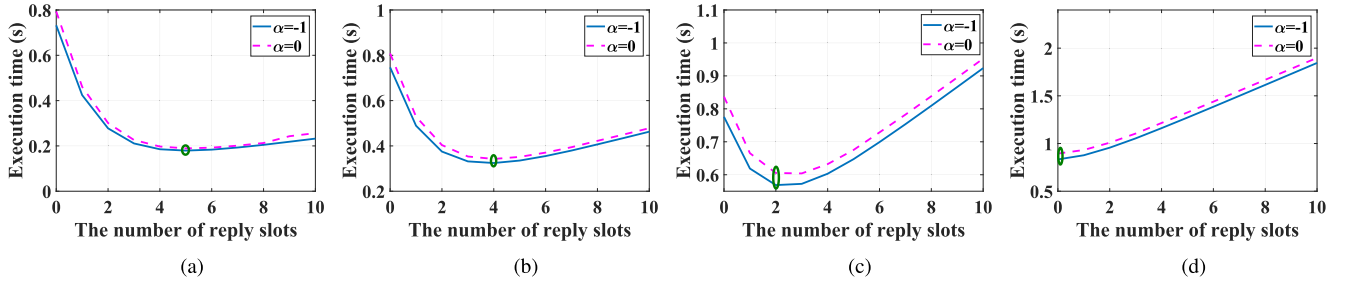 Execution time (s)
0.8
0.6
0.4
0.2
0
0 2 4 6 8 10
The number of reply slots
α=-1
α=0
(a)
Execution time (s)
1
0.8
0.6
0.4
0.2
0 2 4 6 8 10
The number of reply slots
α=-1
α=0
(b)
Execution time (s)
1.1
1
0.9
0.8
0.7
0.6
0 2 4 6 8 10
The number of reply slots
α=-1
α=0
(c)
Execution time (s)
2
1.5
1
0.5
0 2 4 6 8 10
The number of reply slots
α=-1
α=0
(d)